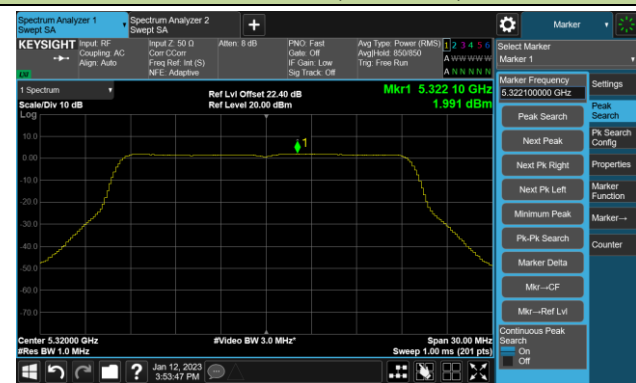 Spectrum Analyzer 1
Swept SA
Spectrum Analyzer 2
Swept SA
+
Marker
KEYSIGHT
Input: RF
Coupling: AC
Align: Auto
Input Z: 50 Ω
Corr CCorr
Freq Ref: Int (S)
NFE: Adaptive
Atten: 8 dB
PNO: Fast
Gate: Off
IF Gain: Low
Sig Track: Off
Avg Type: Power (RMS)
Avg|Hold: 850/850
Trig: Free Run
1 2 3 4 5 6
A W W W W W
A N N N N N
Select Marker
Marker 1
1 Spectrum
Scale/Div 10 dB
Log
Ref Lvl Offset 22.40 dB
Ref Level 20.00 dBm
Mkr1 5.322 10 GHz
1.991 dBm
10.0
0.00
-10.0
-20.0
-30.0
-40.0
-50.0
-60.0
-70.0
1
Center 5.32000 GHz
#Res BW 1.0 MHz
#Video BW 3.0 MHz*
Span 30.00 MHz
Sweep 1.00 ms (201 pts)
Marker Frequency
5.322100000 GHz
Peak Search
Next Peak
Next Pk Right
Next Pk Left
Minimum Peak
Pk-Pk Search
Marker Delta
Mkr→CF
Mkr→Ref Lvl
Continuous Peak
Search
On
Off
Settings
Peak
Search
Pk Search
Config
Properties
Marker
Function
Marker→
Counter
?
Jan 12, 2023
3:53:47 PM